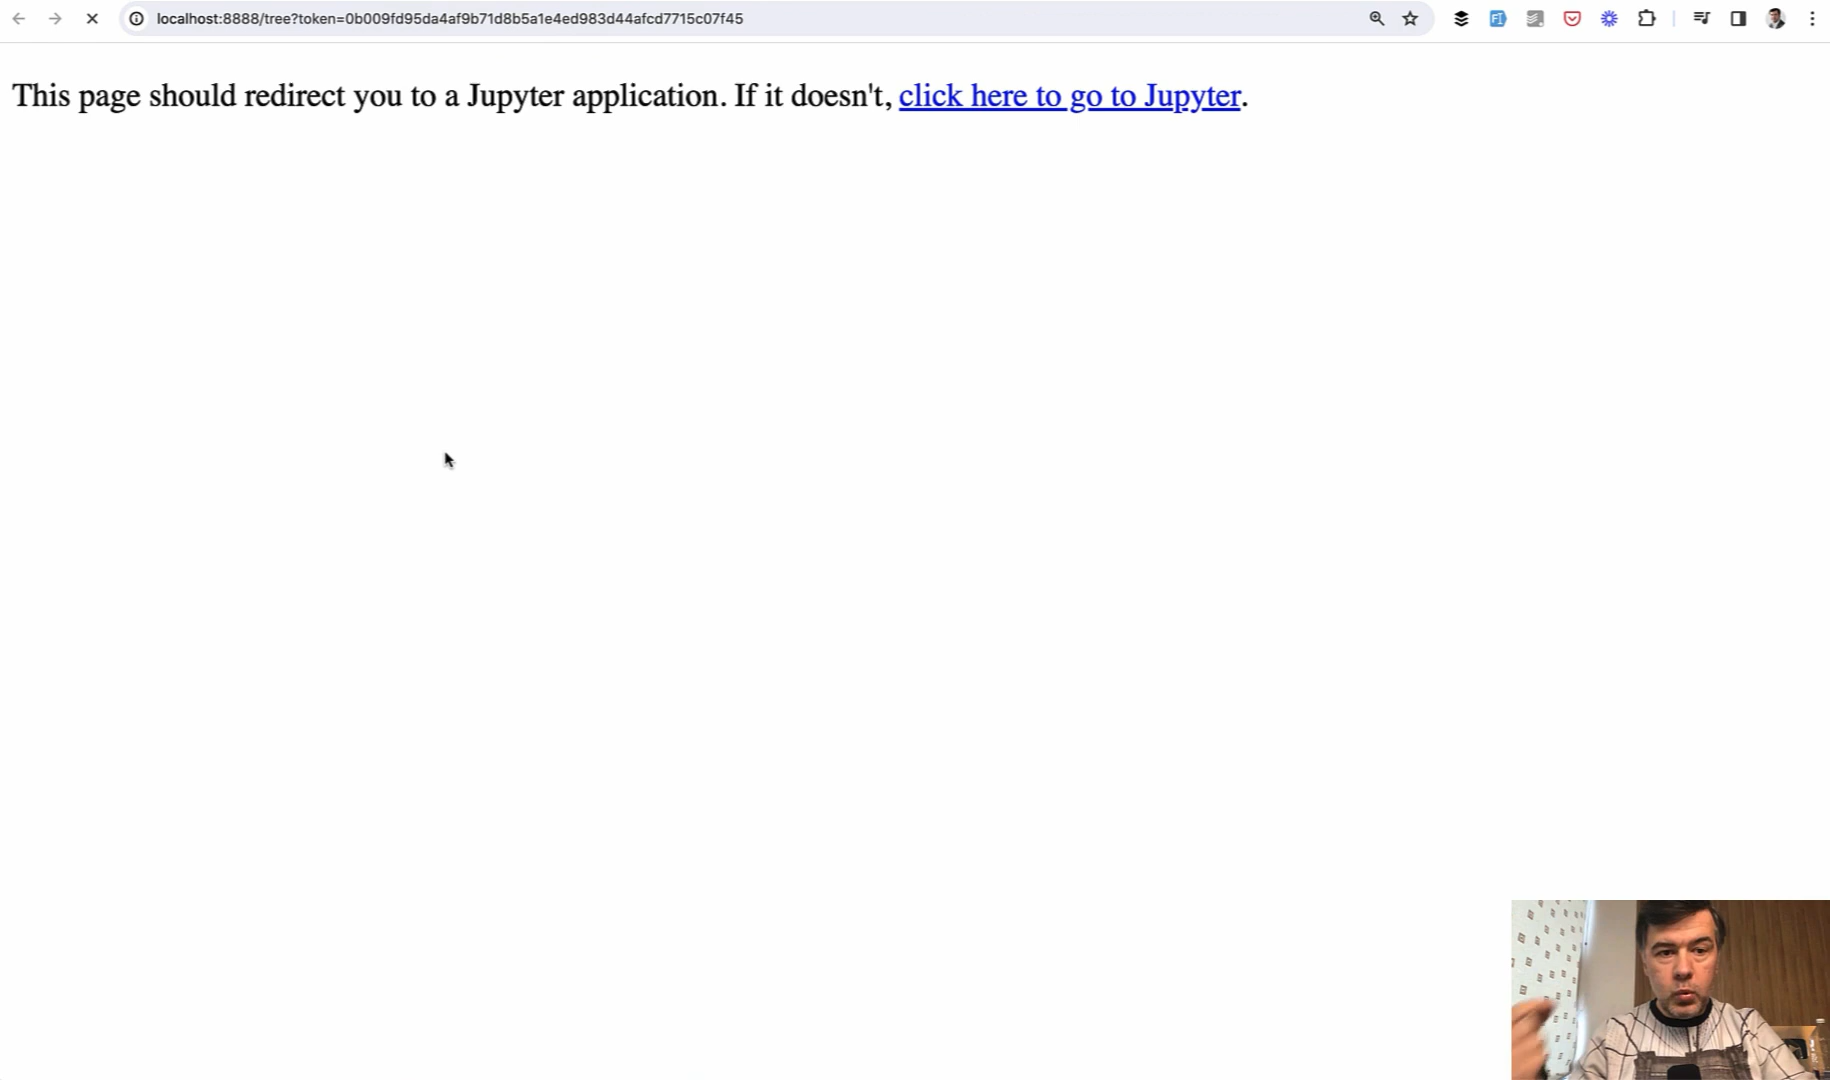 localhost:8888/tree?token=0b009fd95da4af9b71d8b5a1e4ed983d44afcd7715c07f45
This page should redirect you to a Jupyter application. If it doesn't, click here to go to Jupyter.